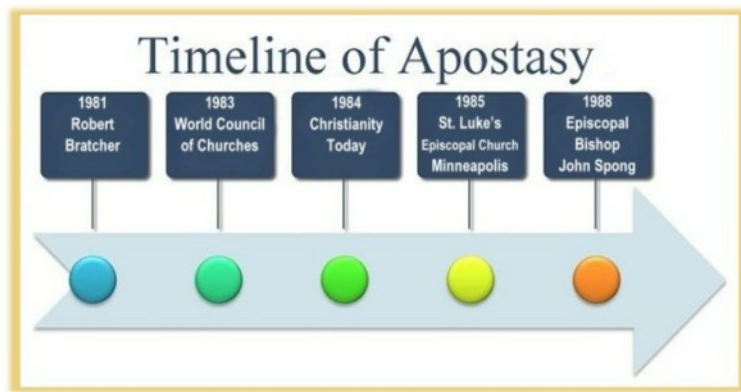 Timeline of Apostasy
1981
Robert
Bratcher
1983
World Council
of Churches
1984
Christianity
Today
1985
St. Luke's
Episcopal Church
Minneapolis
1988
Episcopal
Bishop
John Spong